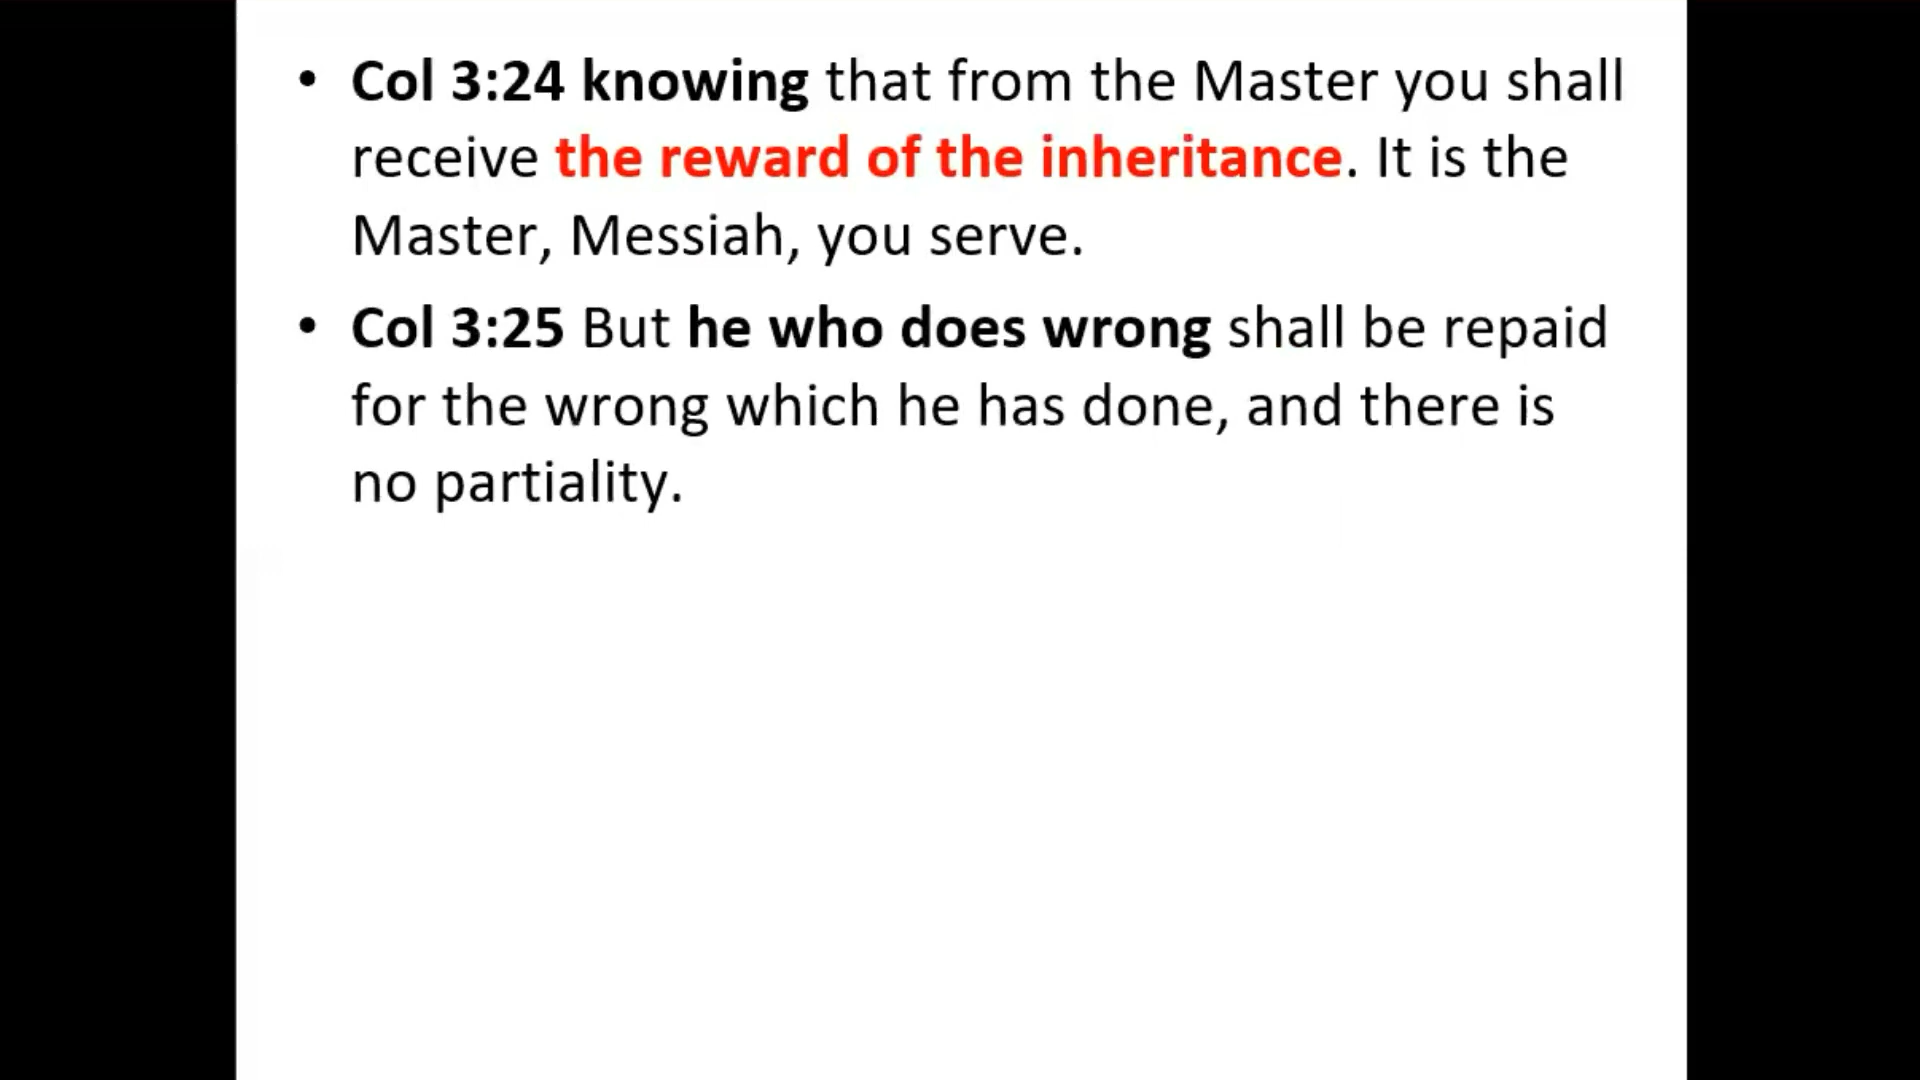 • Col 3:24 knowing that from the Master you shall
receive the reward of the inheritance. It is the
Master, Messiah, you serve.
• Col 3:25 But he who does wrong shall be repaid
for the wrong which he has done, and there is
no partiality.